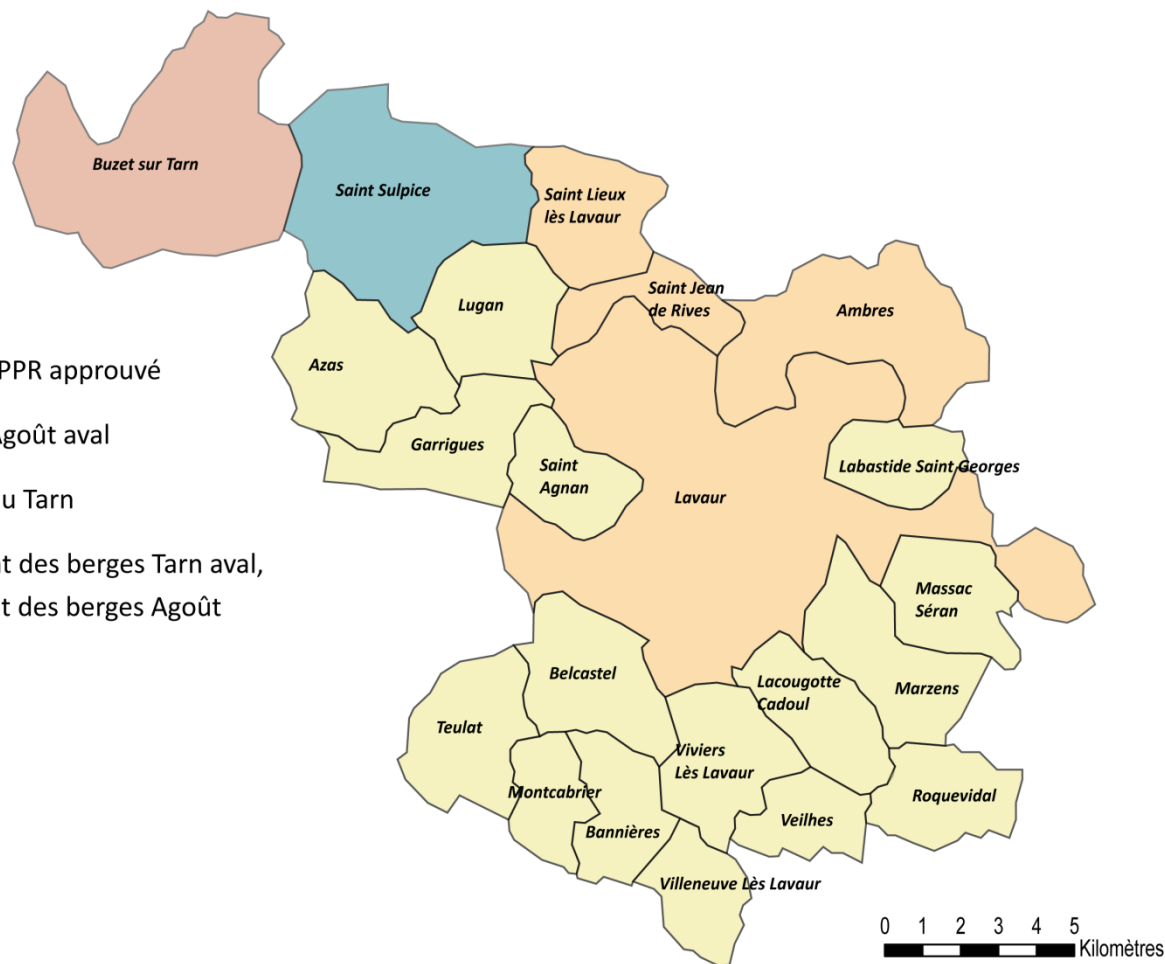 Buzet sur Tarn
Saint Sulpice
Saint Lieux
lès Lavaur
Saint Jean
de Rives
Ambres
Lugan
Azas
PPR approuvé
Agoût aval
u Tarn
t des berges Tarn aval,
t des berges Agoût
Garrigues
Saint
Agnan
Labastide Saint Georges
Lavaur
Massac
Séran
Belcastel
Lacougotte
Cadoul
Marzens
Teulat
Viviers
Lès Lavaur
Montcabrier
Roquevidal
Bannières
Veilhes
Villeneuve Lès Lavaur
0 1 2 3 4 5
Kilomètres